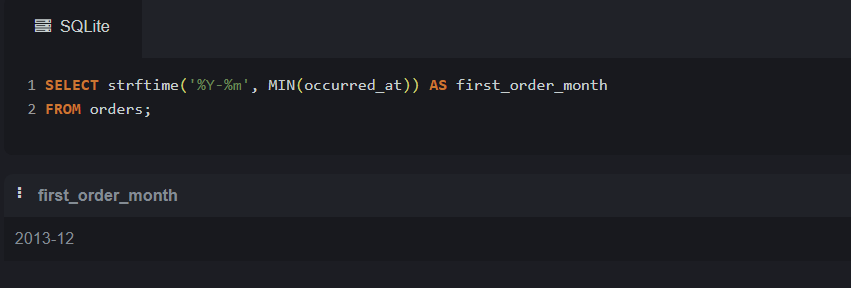 SQLite
1 SELECT strftime('%Y-%m', MIN(occurred_at)) AS first_order_month
2 FROM orders;
first_order_month
2013-12